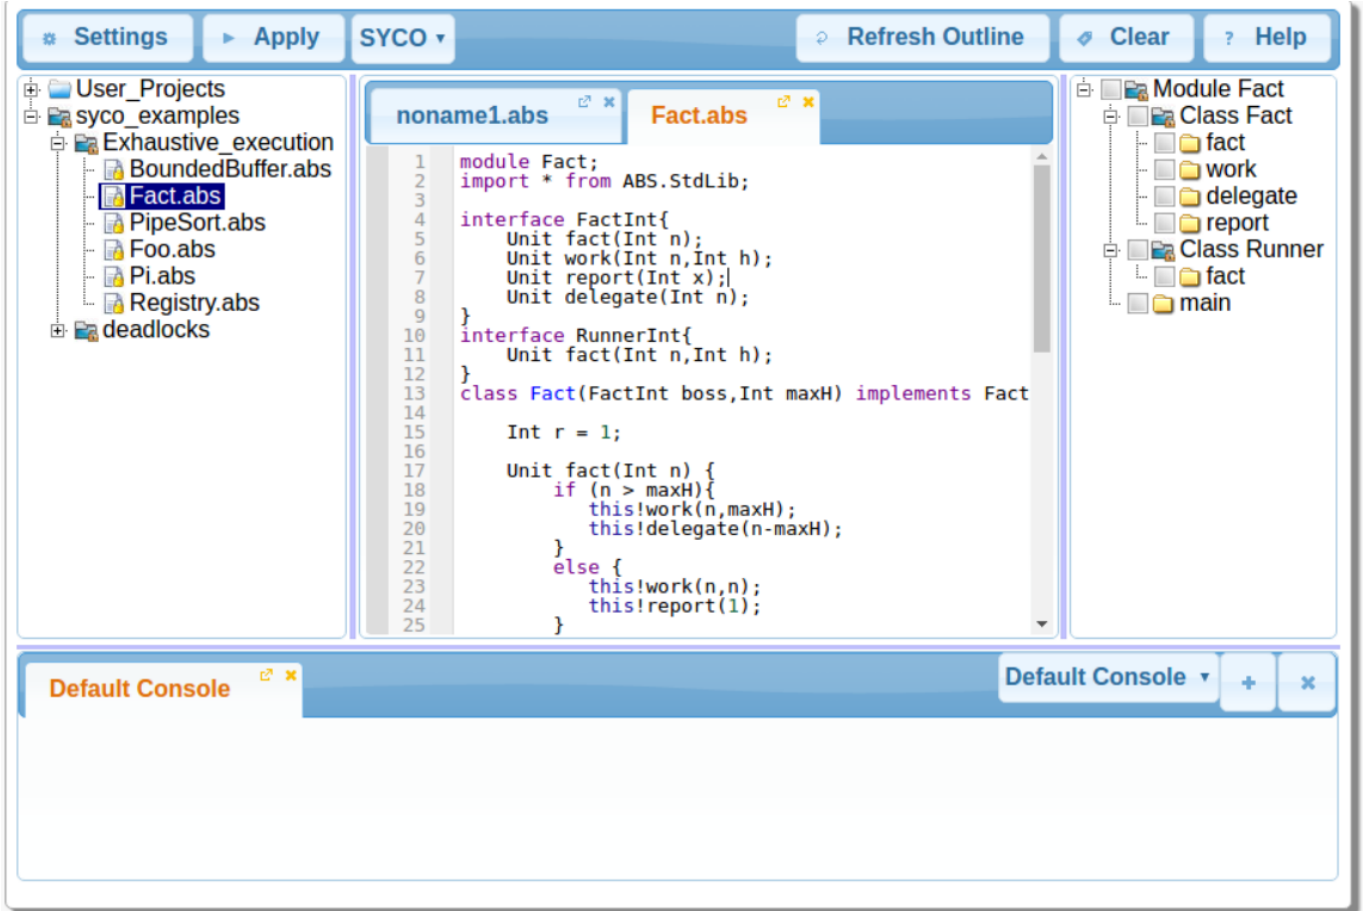 Settings Apply SYCO Refresh Outline Clear ? Help
User_Projects
syco_examples
Exhaustive_execution
BoundedBuffer.abs
Fact.abs
PipeSort.abs
Foo.abs
Pi.abs
Registry.abs
deadlocks
noname1.abs Fact.abs
1 module Fact;
2 import * from ABS.StdLib;
3
4 interface FactInt{
5 Unit fact(Int n);
6 Unit work(Int n,Int h);
7 Unit report(Int x);
8 Unit delegate(Int n);
9 }
10 interface RunnerInt{
11 Unit fact(Int n,Int h);
12 }
13 class Fact(FactInt boss,Int maxH) implements Fact
14
15 Int r = 1;
16
17 Unit fact(Int n) {
18 if (n > maxH){
19 this!work(n,maxH);
20 this!delegate(n-maxH);
21 }
22 else {
23 this!work(n,n);
24 this!report(1);
25 }
Module Fact
Class Fact
fact
work
delegate
report
Class Runner
fact
main
Default Console
Default Console